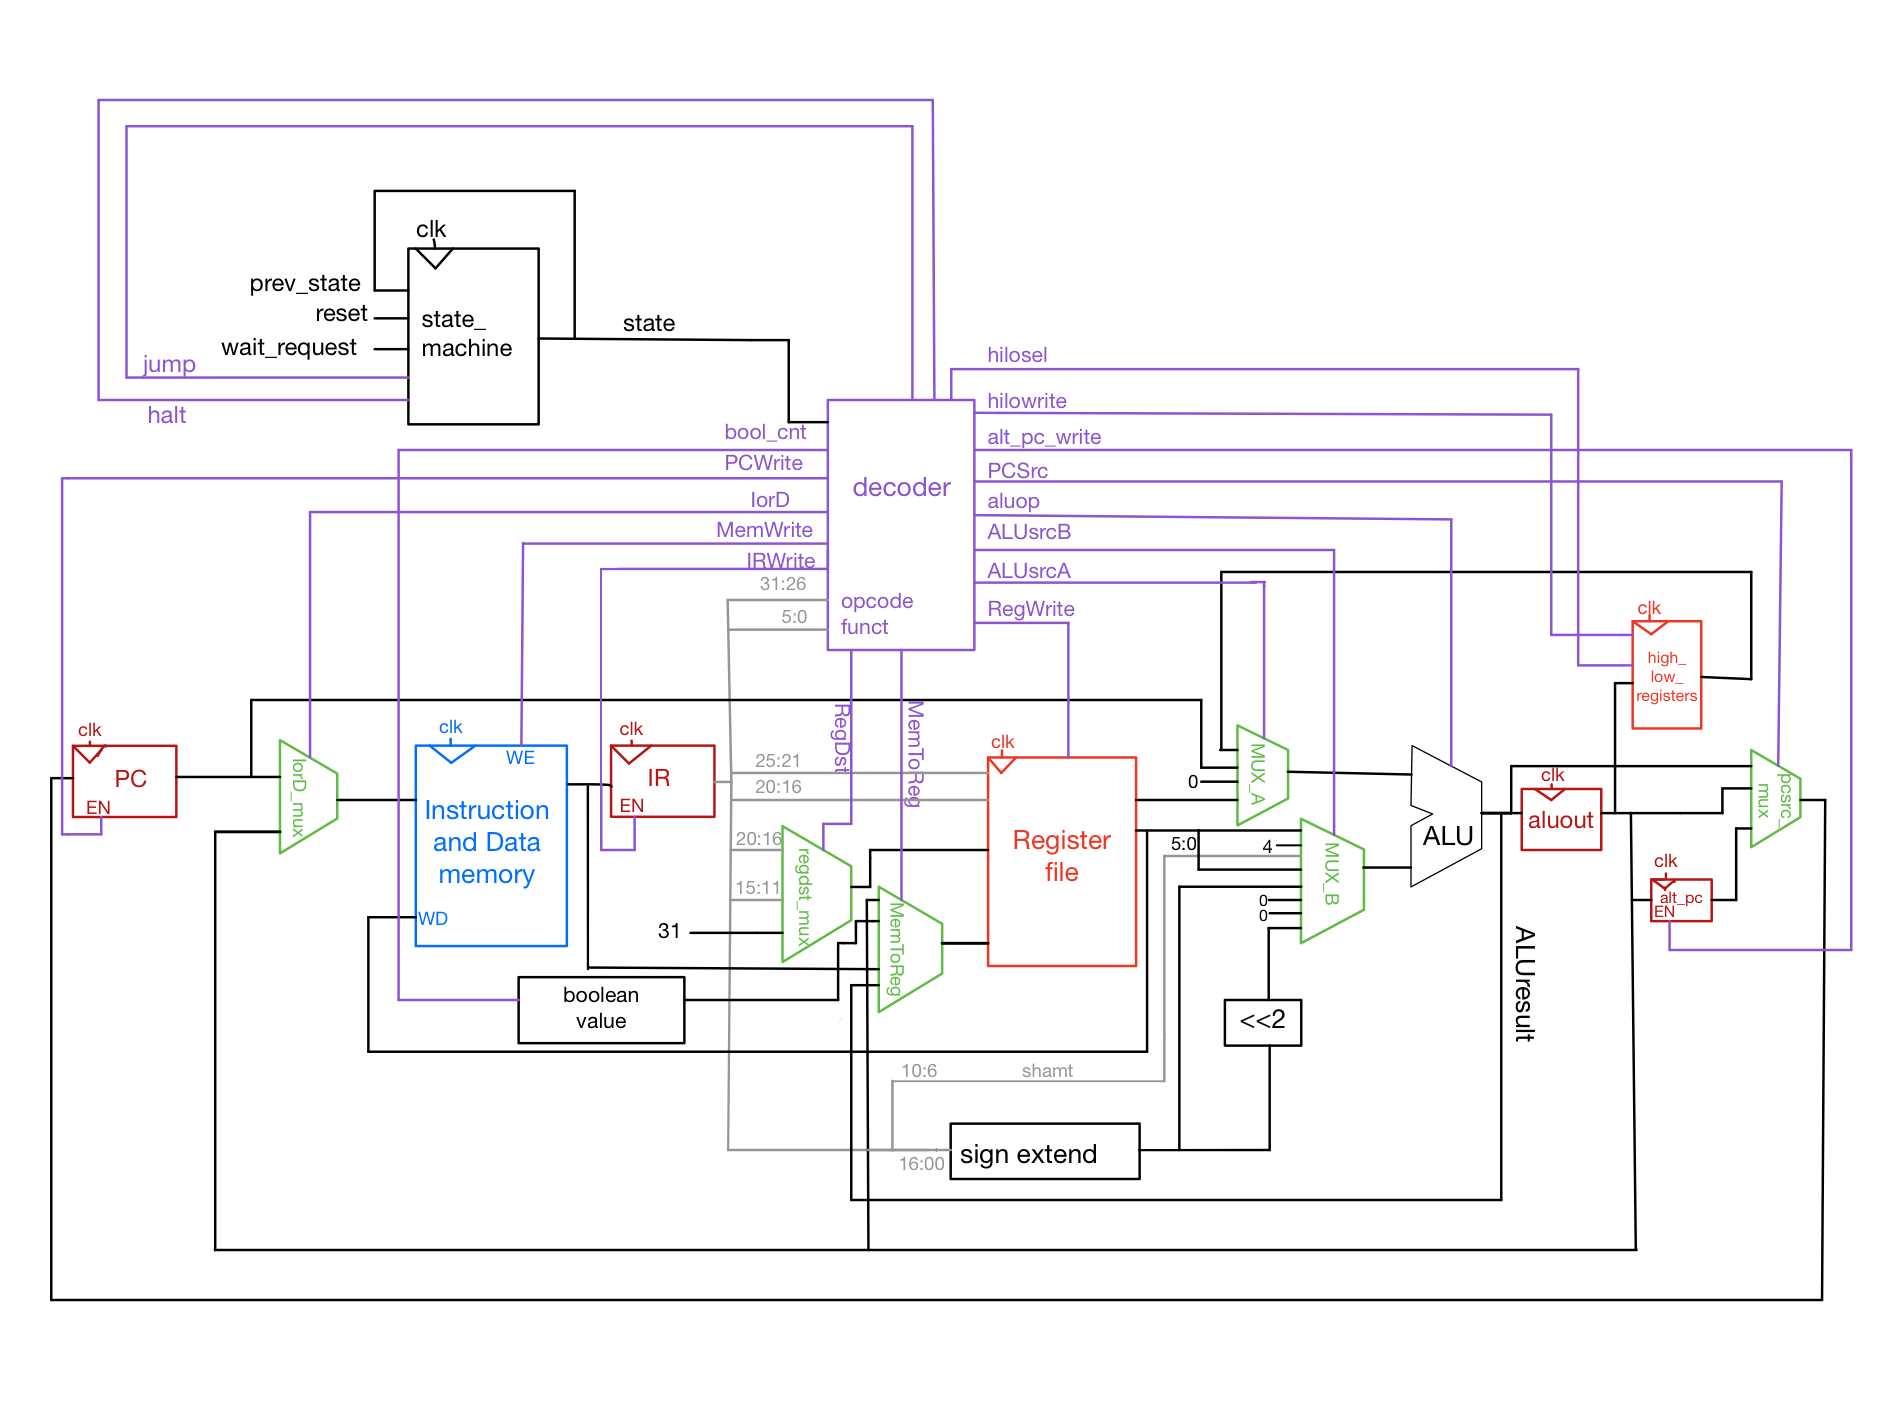 clk
prev_state
reset
wait_request
jump
halt
state_
machine
state
bool_cnt
PCWrite
IorD
MemWrite
IRWrite
31:26
5:0
decoder
opcode
funct
hilosel
hilowrite
alt_pc_write
PCSrc
aluop
ALUsrcB
ALUsrcA
RegWrite
RegDst
MemToReg
clk
PC
EN
IorD_mux
clk
WE
Instruction
and Data
memory
WD
clk
IR
EN
25:21
20:16
20:16
15:11
31
regdst_mux
MemToReg
boolean
value
clk
Register
file
0
MUX_A
5:0
4
0
0
MUX_B
<<2
10:6
shamt
16:00
sign extend
ALU
ALUresult
clk
aluout
clk
high_
low_
registers
clk
alt_pc
EN
pcsrc_
mux